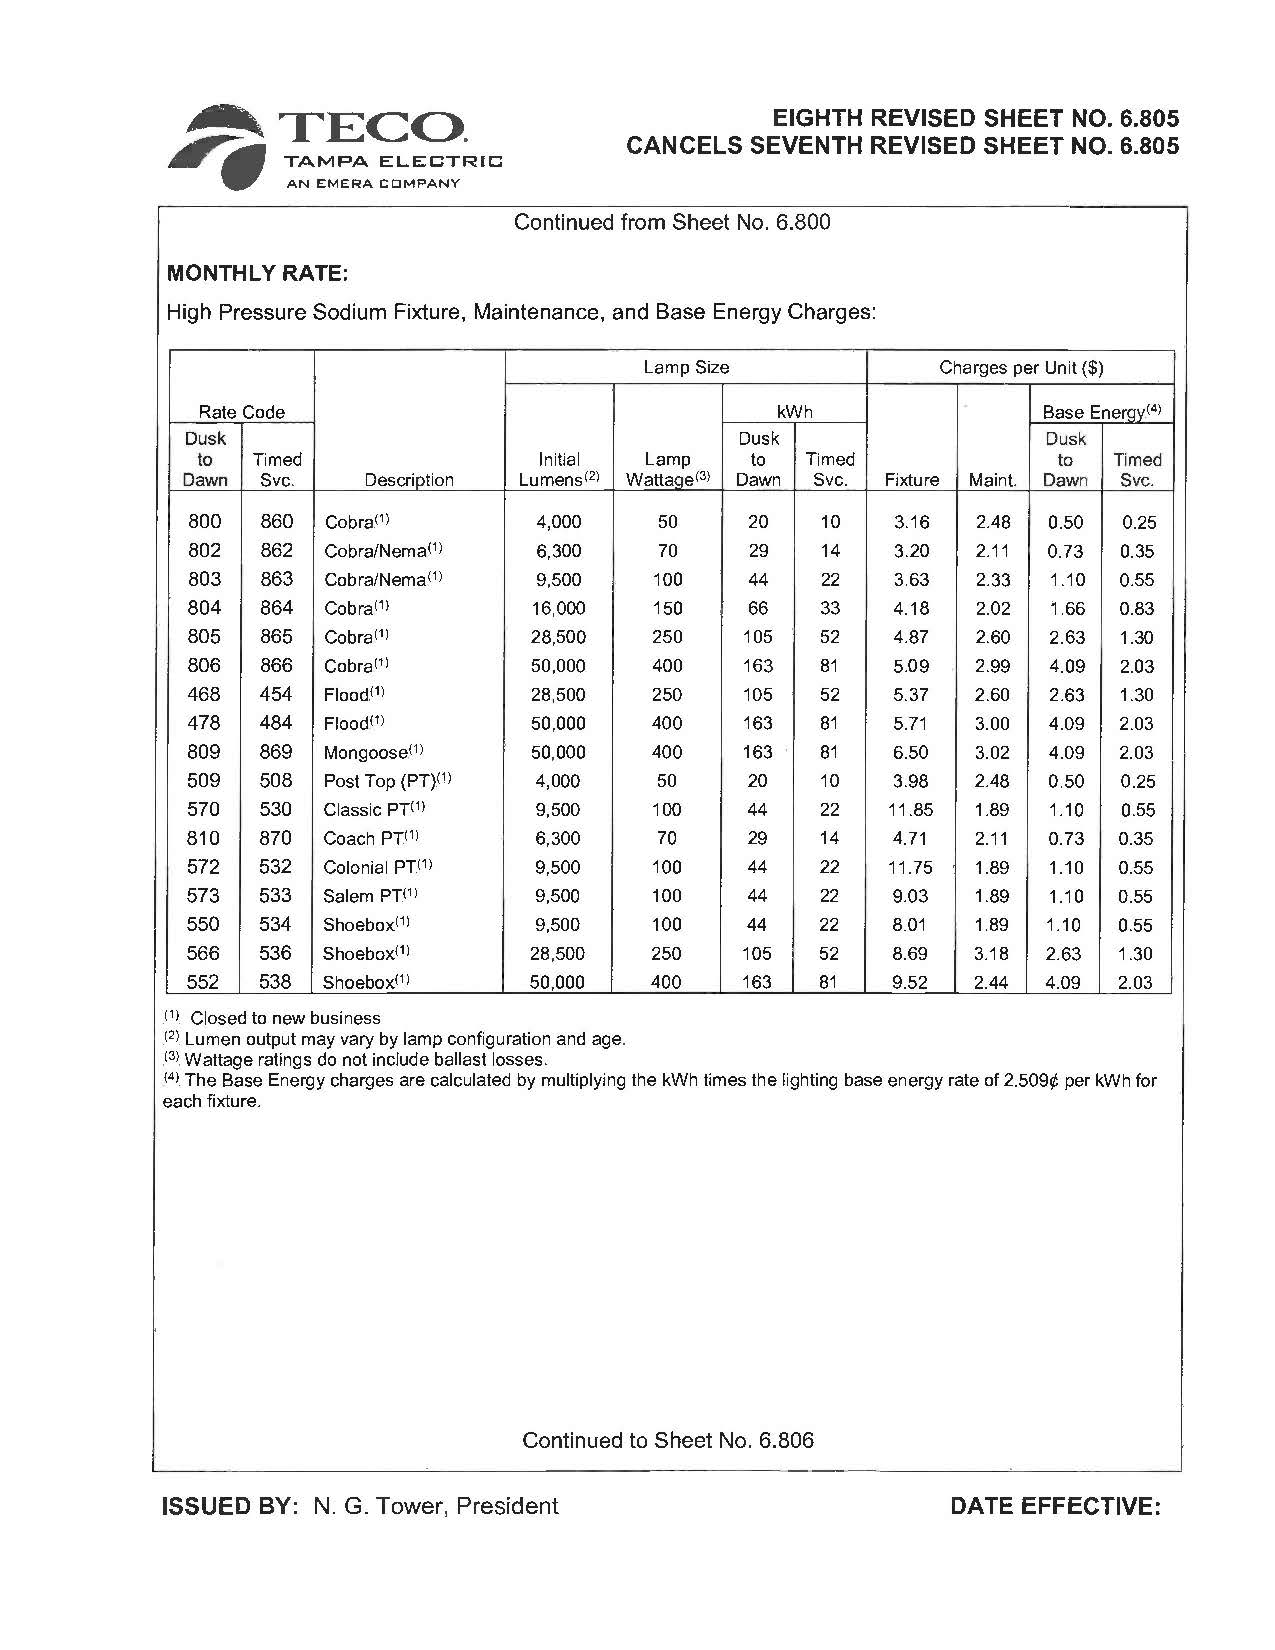 TECO.
TAMPA ELECTRIC
AN EMERA COMPANY
EIGHTH REVISED SHEET NO. 6.805
CANCELS SEVENTH REVISED SHEET NO. 6.805
Continued from Sheet No. 6.800
MONTHLY RATE:
High Pressure Sodium Fixture, Maintenance, and Base Energy Charges:
Lamp Size Charges per Unit ($)
Rate Code kWh Base Energy(4)
Dusk Dusk Dusk
to Timed Initial Lamp to Timed to Timed
Dawn Svc. Description Lumens(2) Wattage(3) Dawn Svc. Fixture Maint. Dawn Svc.
800 860 Cobra(1) 4,000 50 20 10 3.16 2.48 0.50 0.25
802 862 Cobra/Nema(1) 6,300 70 29 14 3.20 2.11 0.73 0.35
803 863 Cobra/Nema(1) 9,500 100 44 22 3.63 2.33 1.10 0.55
804 864 Cobra(1) 16,000 150 66 33 4.18 2.02 1.66 0.83
805 865 Cobra(1) 28,500 250 105 52 4.87 2.60 2.63 1.30
806 866 Cobra(1) 50,000 400 163 81 5.09 2.99 4.09 2.03
468 454 Flood(1) 28,500 250 105 52 5.37 2.60 2.63 1.30
478 484 Flood(1) 50,000 400 163 81 5.71 3.00 4.09 2.03
809 869 Mongoose(1) 50,000 400 163 81 6.50 3.02 4.09 2.03
509 508 Post Top (PT)(1) 4,000 50 20 10 3.98 2.48 0.50 0.25
570 530 Classic PT(1) 9,500 100 44 22 11.85 1.89 1.10 0.55
810 870 Coach PT(1) 6,300 70 29 14 4.71 2.11 0.73 0.35
572 532 Colonial PT(1) 9,500 100 44 22 11.75 1.89 1.10 0.55
573 533 Salem PT(1) 9,500 100 44 22 9.03 1.89 1.10 0.55
550 534 Shoebox(1) 9,500 100 44 22 8.01 1.89 1.10 0.55
566 536 Shoebox(1) 28,500 250 105 52 8.69 3.18 2.63 1.30
552 538 Shoebox(1) 50,000 400 163 81 9.52 2.44 4.09 2.03
(1) Closed to new business
(2) Lumen output may vary by lamp configuration and age.
(3) Wattage ratings do not include ballast losses.
(4) The Base Energy charges are calculated by multiplying the kWh times the lighting base energy rate of 2.509¢ per kWh for
each fixture.
Continued to Sheet No. 6.806
ISSUED BY: N. G. Tower, President DATE EFFECTIVE: